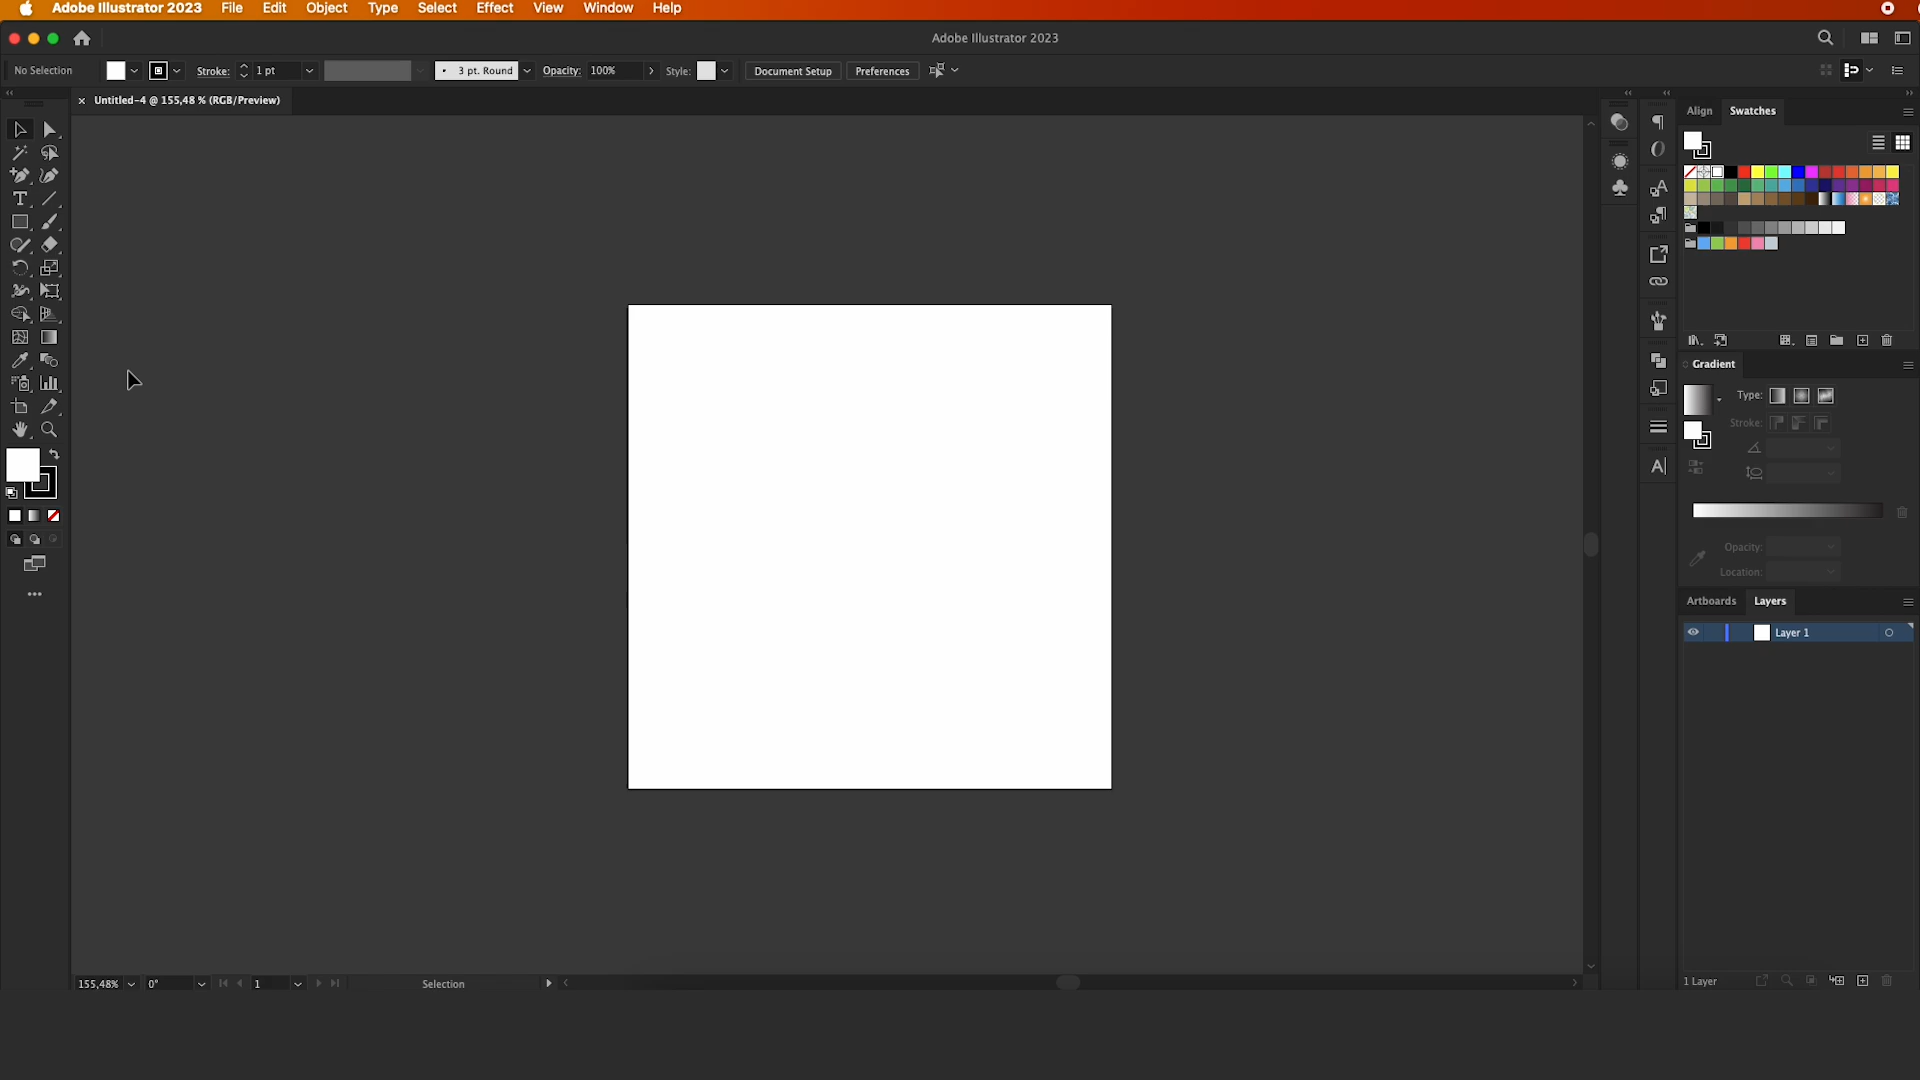 Adobe Illustrator 2023 File Edit Object Type Select Effect View Window Help
Adobe Illustrator 2023
No Selection Stroke: 1 pt 3 pt. Round Opacity: 100% Style: Document Setup Preferences
× Untitled-4 @ 155,48 % (RGB/Preview)
Align Swatches
Gradient
Type:
Stroke:
Opacity:
Location:
Artboards Layers
Layer 1
155,48% 0° 1 Selection
1 Layer